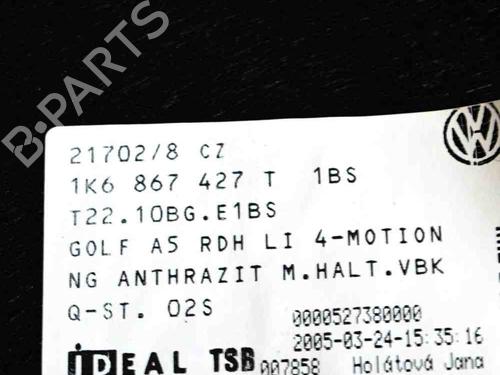 B-PARTS
21702/8 CZ
1K6 867 427 T 1BS
T22.10BG.E1BS
GOLF A5 RDH LI 4-MOTION
NG ANTHRAZIT M.HALT.VBK
Q-ST. 02S
0000527380000
2005-03-24-15:35:16
iDEAL TSB 007858 Holátová Jana